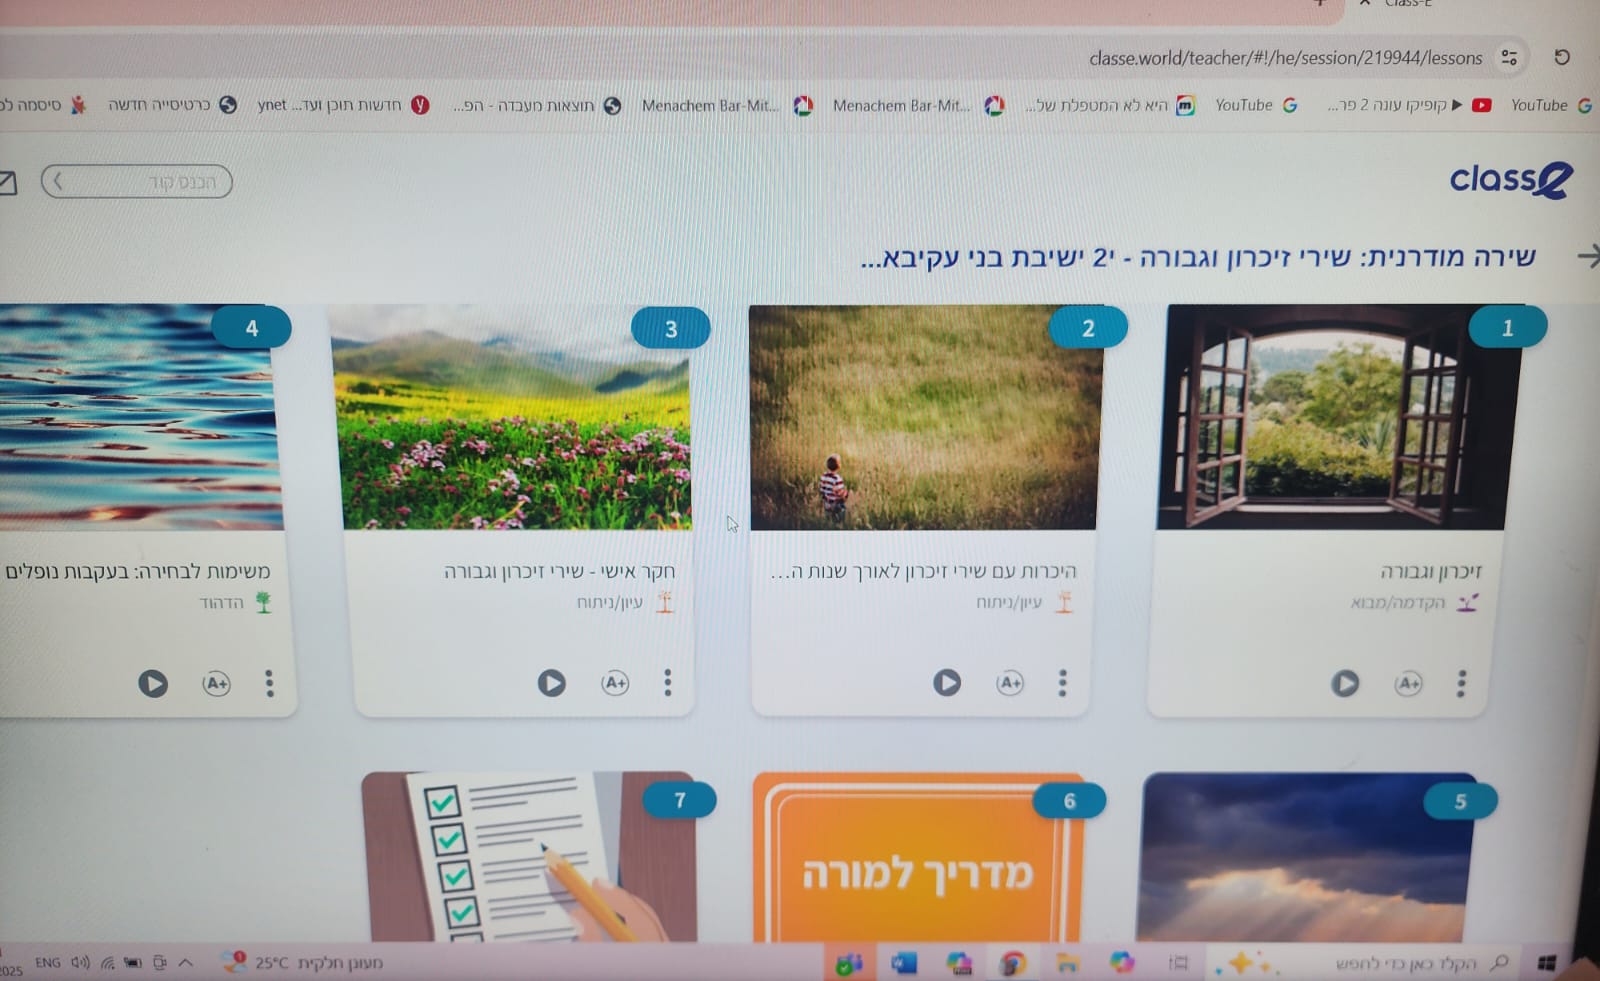 Class-E
classe.world/teacher/#!/he/session/219944/lessons
YouTube
קופיקו עונה 2 פר...
YouTube
היא לא המטפלת של...
Menachem Bar-Mit...
Menachem Bar-Mit...
תוצאות מעבדה - הפ...
חדשות תוכן ועד... ynet
כרטיסייה חדשה
סיסמה
classe
הכנס קוד
שירה מודרנית: שירי זיכרון וגבורה - י2 ישיבת בני עקיבא...
1
2
3
4
זיכרון וגבורה
הקדמה/מבוא
A+
היכרות עם שירי זיכרון לאורך שנות ה...
עיון/ניתוח
A+
חקר אישי - שירי זיכרון וגבורה
עיון/ניתוח
A+
משימות לבחירה: בעקבות נופלים
הדהוד
A+
5
6
מדריך למורה
7
הקלד כאן כדי לחפש
25°C מעונן חלקית
1
ENG
2025